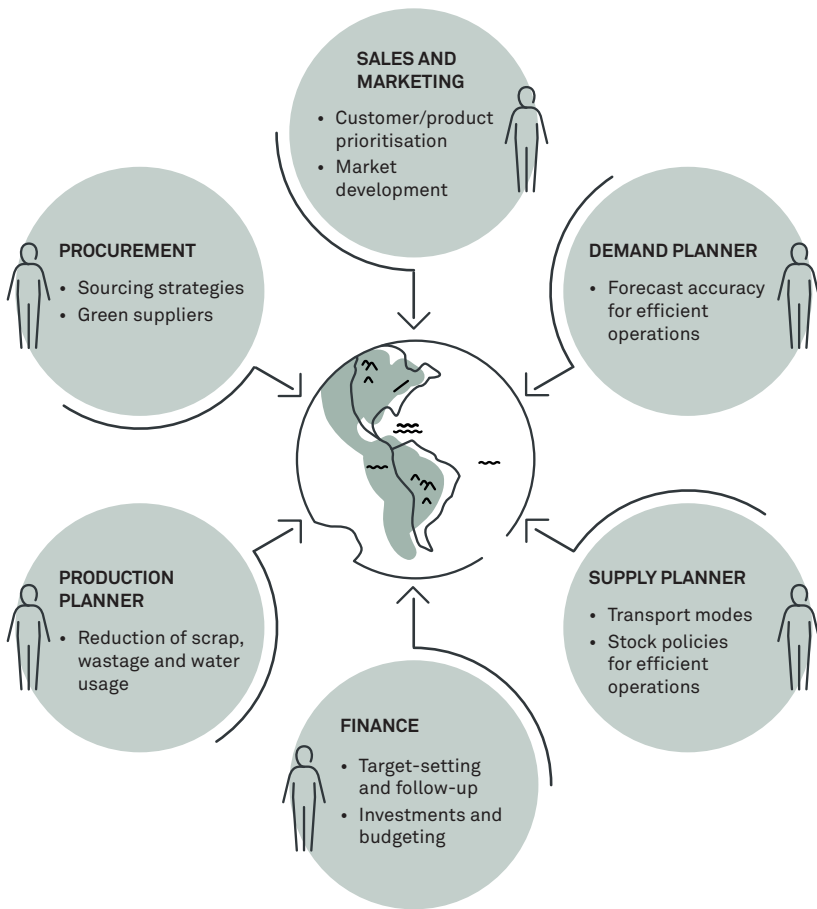 SALES AND
MARKETING
• Customer/product
prioritisation
• Market
development
PROCUREMENT
• Sourcing strategies
• Green suppliers
DEMAND PLANNER
• Forecast accuracy
for efficient
operations
PRODUCTION
PLANNER
• Reduction of scrap,
wastage and water
usage
SUPPLY PLANNER
• Transport modes
• Stock policies
for efficient
operations
FINANCE
• Target-setting
and follow-up
• Investments and
budgeting